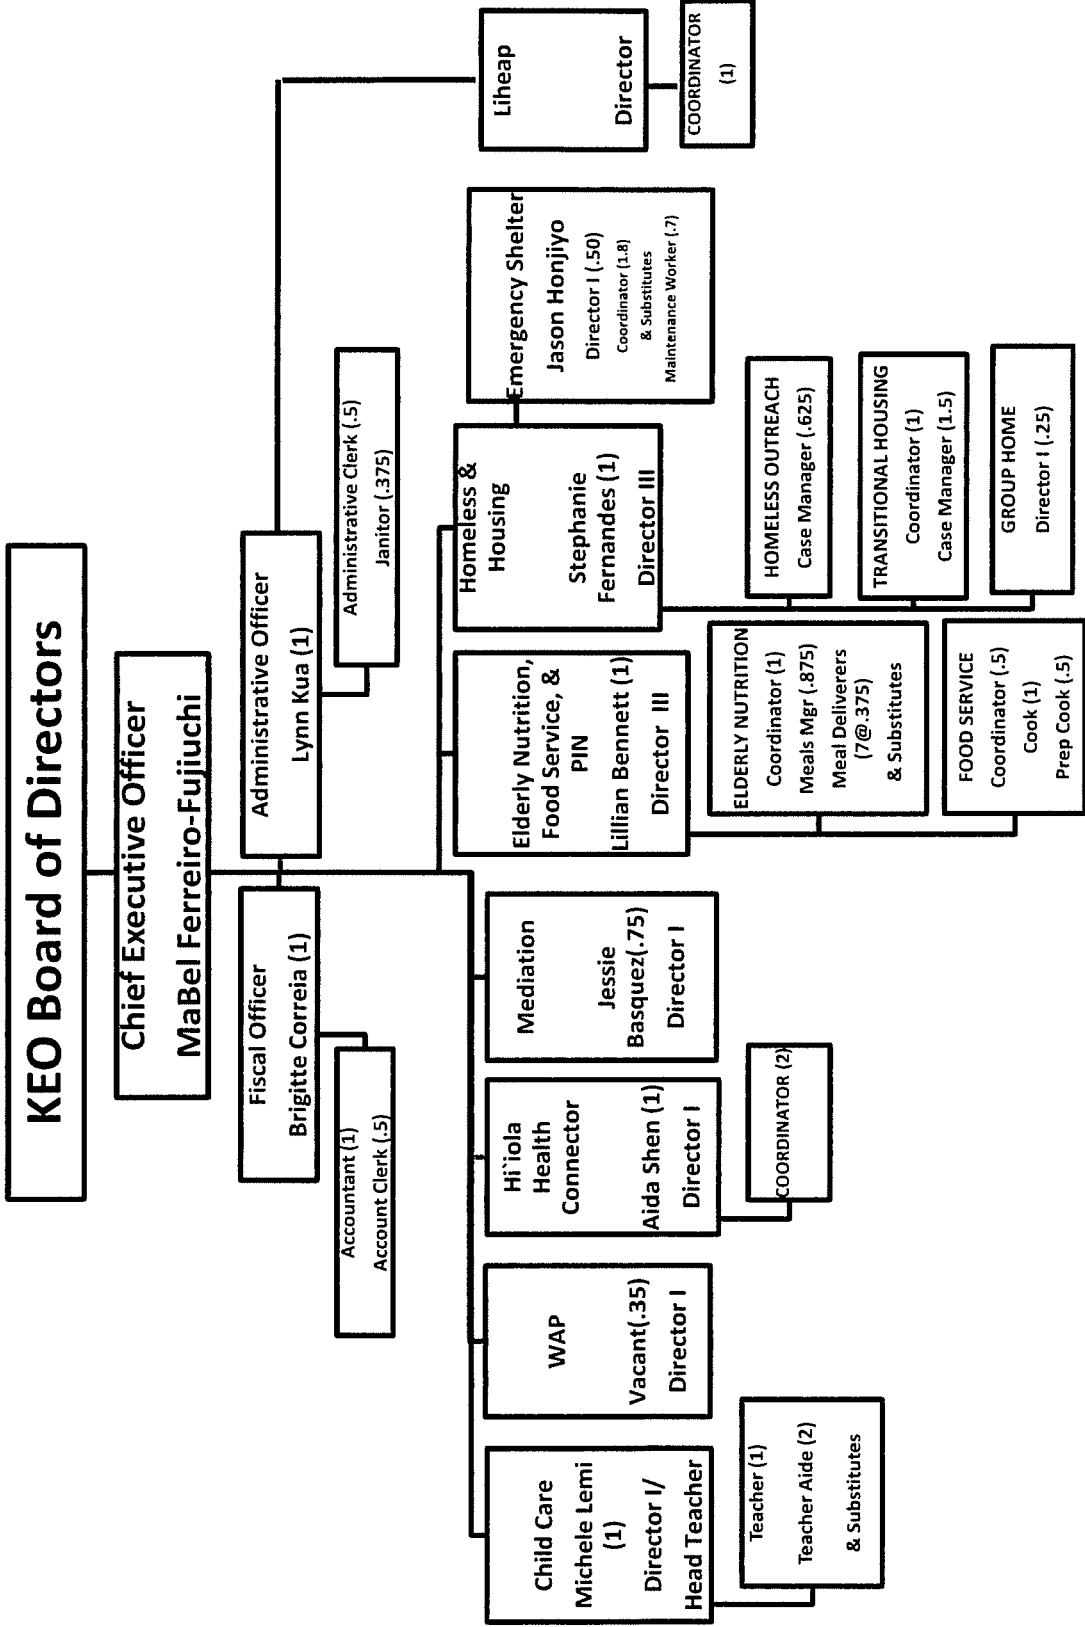 KEO Board of Directors
Chief Executive Officer
MaBel Ferreiro-Fujiuchi
Fiscal Officer
Brigitte Correia (1)
Administrative Officer
Lynn Kua (1)
Accountant (1)
Account Clerk (.5)
Administrative Clerk (.5)
Janitor (.375)
Child Care
Michele Lemi
(1)
Director I/
Head Teacher
Teacher (1)
Teacher Aide (2)
& Substitutes
WAP
Vacant(.35)
Director I
Hi`iola
Health
Connector
Aida Shen (1)
Director I
COORDINATOR (2)
Mediation
Jessie
Basquez(.75)
Director I
Elderly Nutrition,
Food Service, &
PIN
Lillian Bennett (1)
Director III
ELDERLY NUTRITION
Coordinator (1)
Meals Mgr (.875)
Meal Deliverers
(7@.375)
& Substitutes
FOOD SERVICE
Coordinator (.5)
Cook (1)
Prep Cook (.5)
Homeless &
Housing
Stephanie
Fernandes (1)
Director III
HOMELESS OUTREACH
Case Manager (.625)
TRANSITIONAL HOUSING
Coordinator (1)
Case Manager (1.5)
GROUP HOME
Director I (.25)
Emergency Shelter
Jason Honjiyo
Director I (.50)
Coordinator (1.8)
& Substitutes
Maintenance Worker (.7)
Liheap
Director
COORDINATOR
(1)